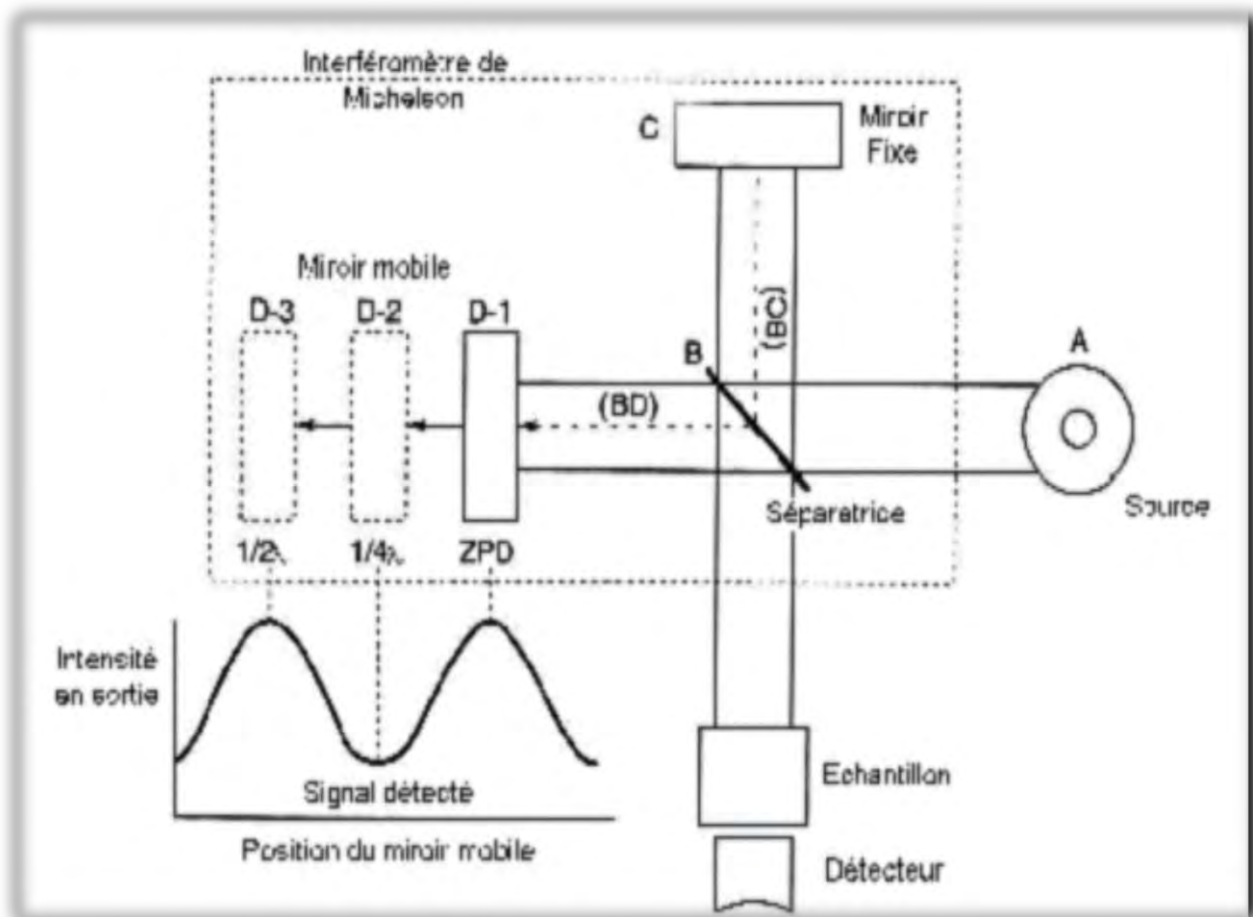 Interféromètre de
Michelson
C
Miroir
Fixe
Miroir mobile
D-3
D-2
D-1
(BC)
A
B
(BD)
Séparatrice
Source
1/2λ
1/4λ
ZPD
Intensité
en sortie
Signal détecté
Position du miroir mobile
Echantillon
Détecteur